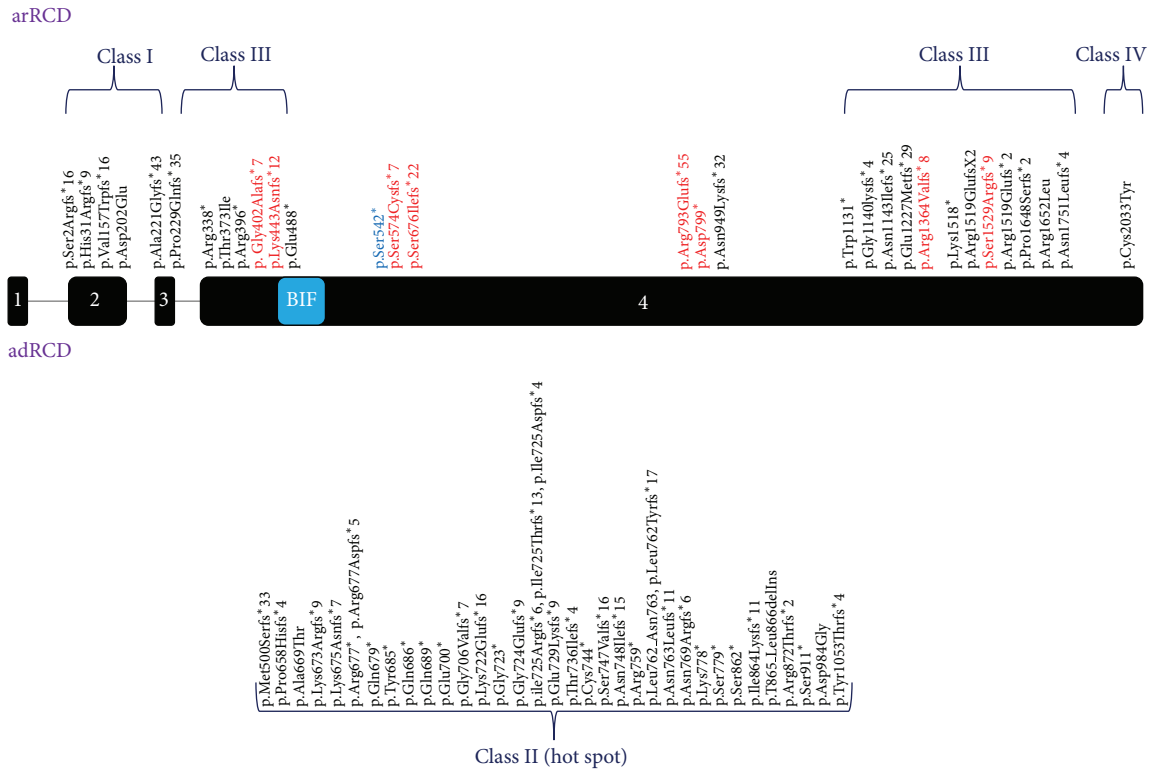 arRCD
Class I
Class III
Class III
Class IV
p.Ser2Argfs*16
p.His31Argfs*9
p.Val157Trpfs*16
p.Asp202Glu
p.Ala221Glyfs*43
p.Pro229Glnfs*35
p.Arg338*
p.Thr373Ile
p.Arg396*
p. Gly402Alafs*7
p.Lys443Asnfs*12
p.Glu488*
p.Ser542*
p.Ser574Cysfs*7
p.Ser676Ilefs*22
p.Arg793Glufs*55
p.Asp799*
p.Asn949Lysfs*32
p.Trp1131*
p.Gly1140lysfs*4
p.Asn1143Ilefs*25
p.Glu1227Metfs*29
p.Arg1364Valfs*8
p.Lys1518*
p.Arg1519GlufsX2
p.Ser1529Argfs*9
p.Arg1519Glufs*2
p.Pro1648Serfs*2
p.Arg1652Leu
p.Asn1751Leufs*4
p.Cys2033Tyr
1
2
3
BIF
4
adRCD
p.Met500Serfs*33
p.Pro658Hisfs*4
p.Ala669Thr
p.Lys673Argfs*9
p.Lys675Asnfs*7
p.Arg677*, p.Arg677Aspfs*5
p.Gln679*
p.Tyr685*
p.Gln686*
p.Gln689*
p.Glu700*
p.Gly706Valfs*7
p.Lys722Glufs*16
p.Gly723*
p.Gly724Glufs*9
p.ile725Argfs*6, p.Ile725Thrfs*13, p.Ile725Aspfs*4
p.Glu729Lysfs*9
p.Thr736Ilefs*4
p.Cys744*
p.Ser747Valfs*16
p.Asn748Ilefs*15
p.Arg759*
p.Leu762_Asn763, p.Leu762Tyrfs*17
p.Asn763Leufs*11
p.Asn769Argfs*6
p.Lys778*
p.Ser779*
p.Ser862*
p.Ile864Lysfs*11
p.T865_Leu866delIns
p.Arg872Thrfs*2
p.Ser911*
p.Asp984Gly
p.Tyr1053Thrfs*4
Class II (hot spot)